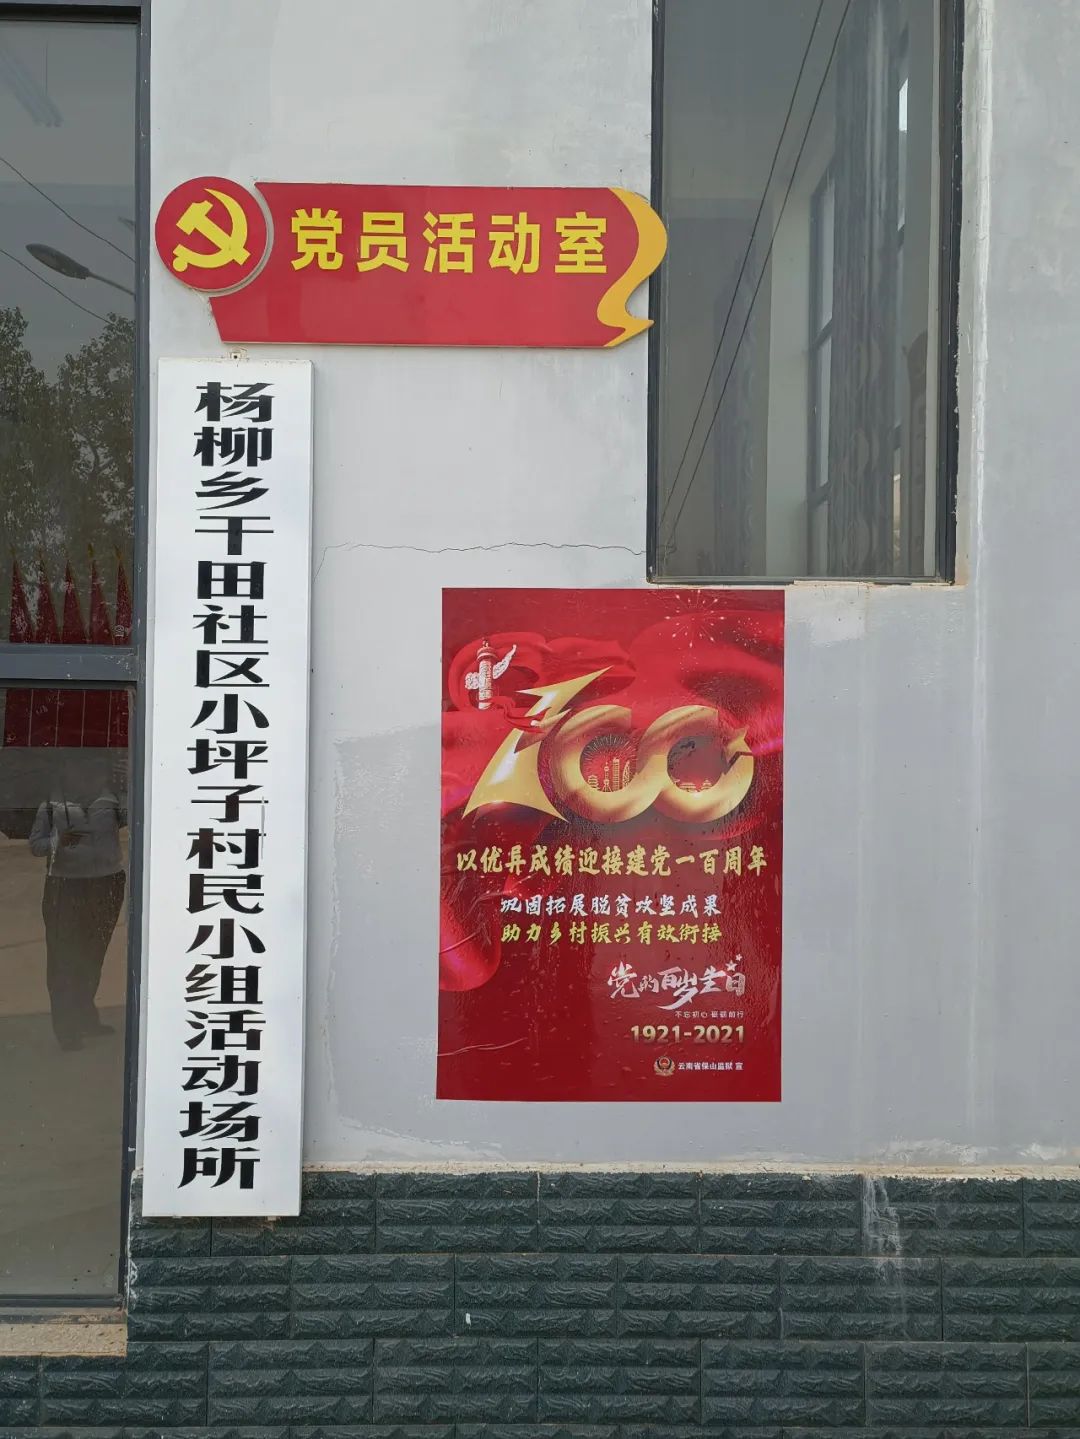 党员活动室
杨柳乡干田社区小坪子村民小组活动场所
100
以优异成绩迎接建党一百周年
巩固拓展脱贫攻坚成果
助力乡村振兴有效衔接
党的百岁生日
不忘初心 砥砺前行
1921-2021
云南省保山监狱 宣